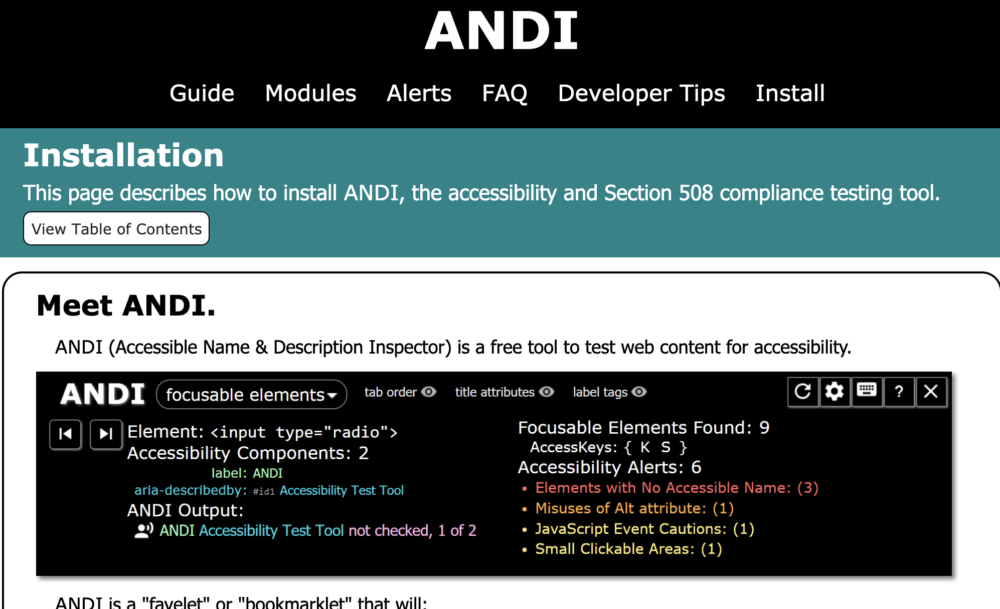 ANDI
Guide Modules Alerts FAQ Developer Tips Install
Installation
This page describes how to install ANDI, the accessibility and Section 508 compliance testing tool.
View Table of Contents
Meet ANDI.
ANDI (Accessible Name & Description Inspector) is a free tool to test web content for accessibility.
ANDI focusable elements tab order title attributes label tags ?
Element: <input type="radio">
Accessibility Components: 2
label: ANDI
aria-describedby: #id1 Accessibility Test Tool
ANDI Output:
ANDI Accessibility Test Tool not checked, 1 of 2
Focusable Elements Found: 9
AccessKeys: { K S }
Accessibility Alerts: 6
• Elements with No Accessible Name: (3)
• Misuses of Alt attribute: (1)
• JavaScript Event Cautions: (1)
• Small Clickable Areas: (1)
ANDI is a "favelet" or "bookmarklet" that will: